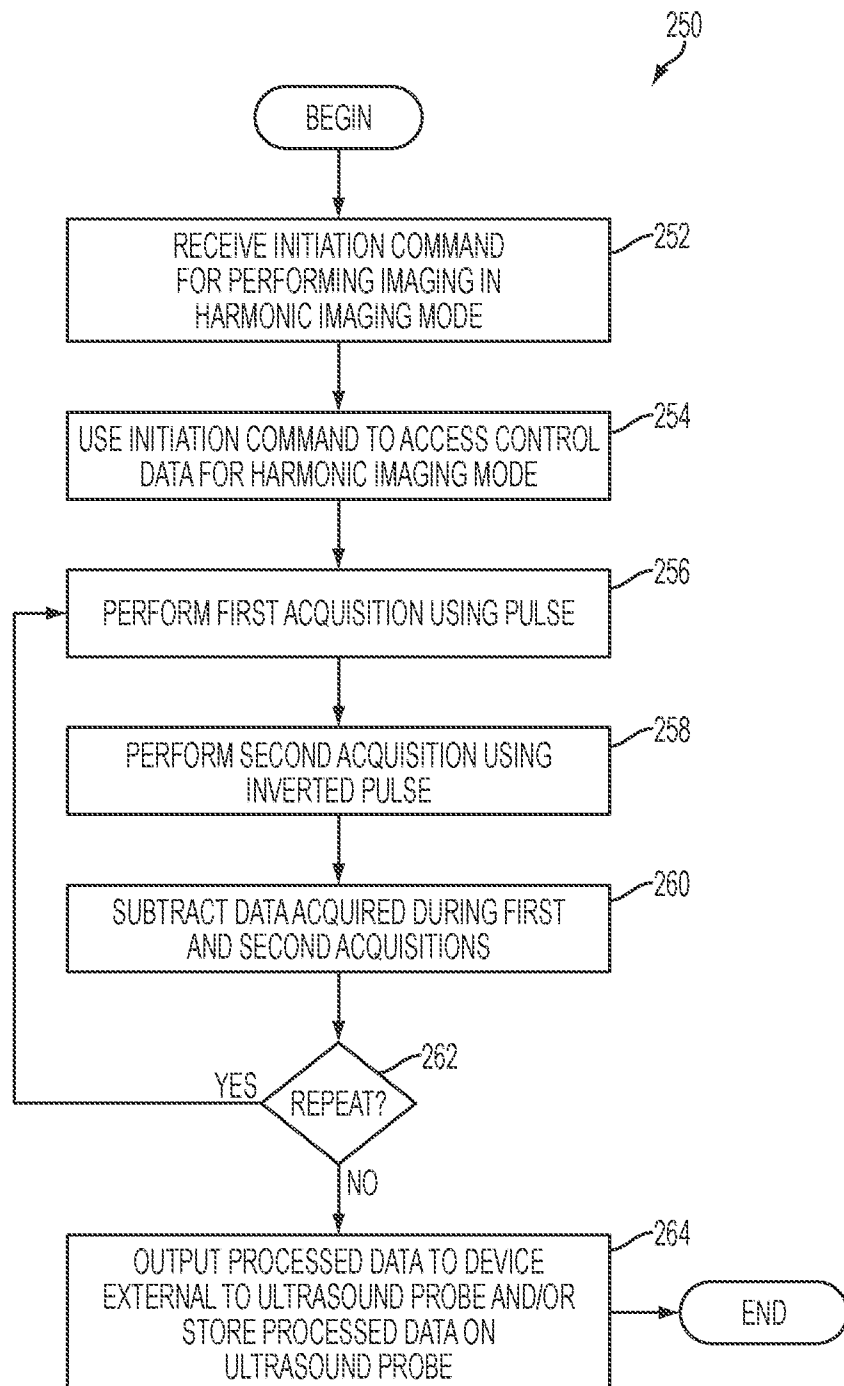 250
BEGIN
RECEIVE INITIATION COMMAND
FOR PERFORMING IMAGING IN
HARMONIC IMAGING MODE
252
USE INITIATION COMMAND TO ACCESS CONTROL
DATA FOR HARMONIC IMAGING MODE
254
PERFORM FIRST ACQUISITION USING PULSE
256
PERFORM SECOND ACQUISITION USING
INVERTED PULSE
258
SUBTRACT DATA ACQUIRED DURING FIRST
AND SECOND ACQUISITIONS
260
REPEAT?
262
YES
NO
OUTPUT PROCESSED DATA TO DEVICE
EXTERNAL TO ULTRASOUND PROBE AND/OR
STORE PROCESSED DATA ON
ULTRASOUND PROBE
264
END